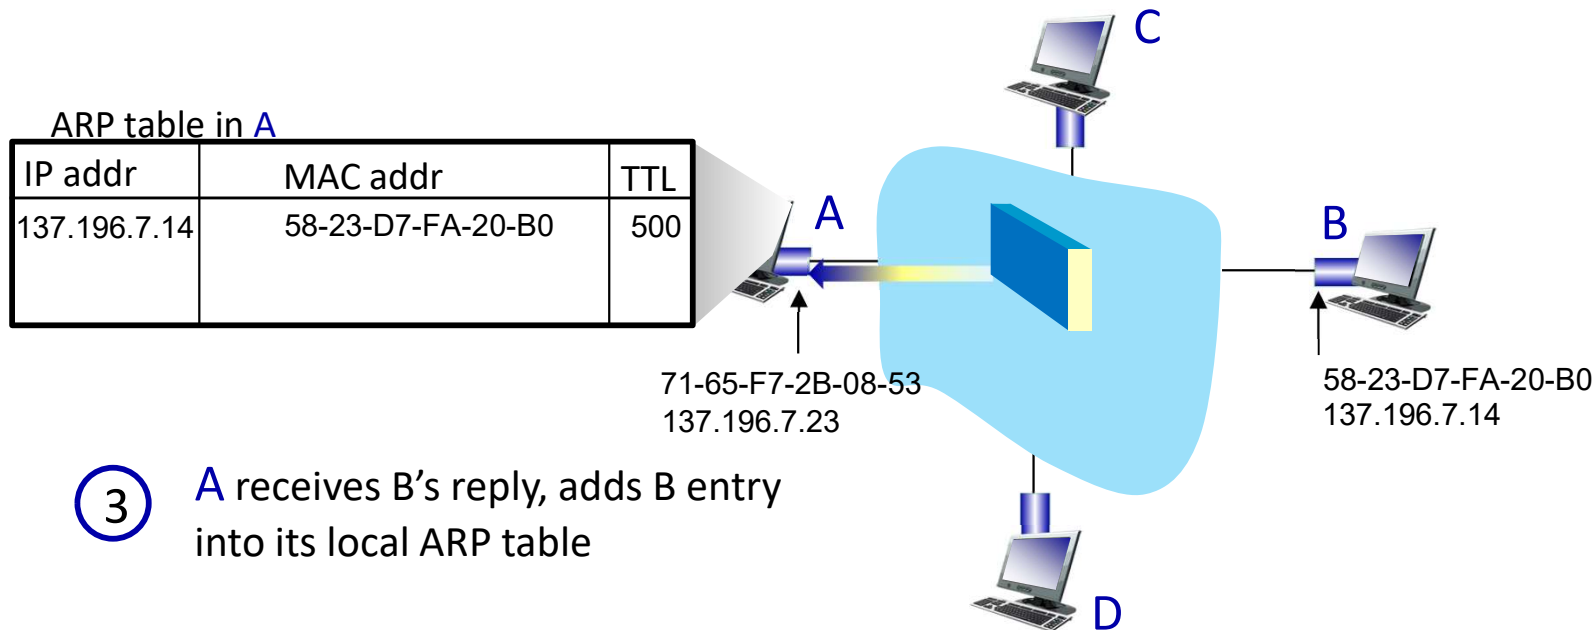 C
ARP table in A
IP addr MAC addr TTL
137.196.7.14 58-23-D7-FA-20-B0 500
A
B
71-65-F7-2B-08-53
137.196.7.23
58-23-D7-FA-20-B0
137.196.7.14
3
A receives B’s reply, adds B entry
into its local ARP table
D